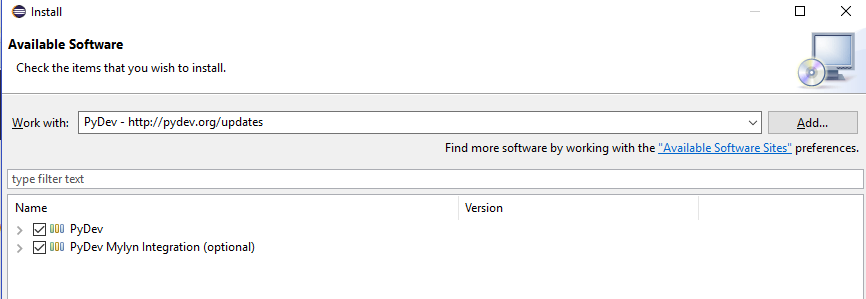 Install
Available Software
Check the items that you wish to install.
Work with: PyDev - http://pydev.org/updates Add...
Find more software by working with the "Available Software Sites" preferences.
type filter text
Name Version
PyDev
PyDev Mylyn Integration (optional)